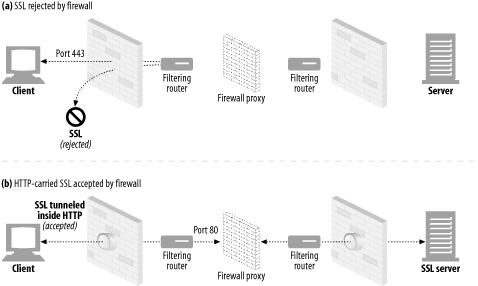 (a) SSL rejected by firewall
Port 443
Client
Filtering
router
Firewall proxy
Filtering
router
Server
SSL
(rejected)
(b) HTTP-carried SSL accepted by firewall
SSL tunneled
inside HTTP
(accepted)
Port 80
Client
Filtering
router
Firewall proxy
Filtering
router
SSL server